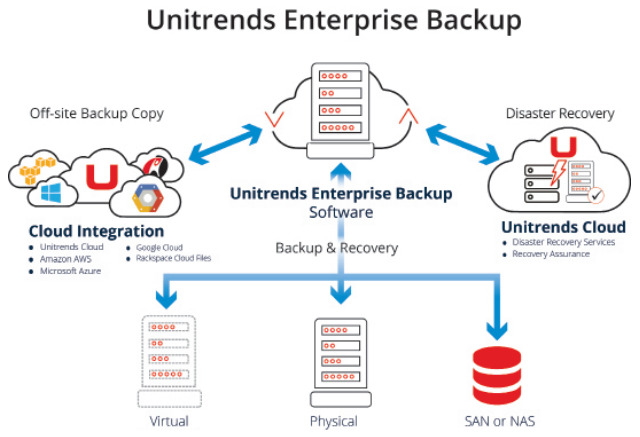 Unitrends Enterprise Backup
Off-site Backup Copy
Disaster Recovery
U
U
Unitrends Enterprise Backup
Software
Cloud Integration
Unitrends Cloud
Amazon AWS
Microsoft Azure
Google Cloud
Rackspace Cloud Files
Unitrends Cloud
Disaster Recovery Services
Recovery Assurance
Backup & Recovery
Virtual
Physical
SAN or NAS